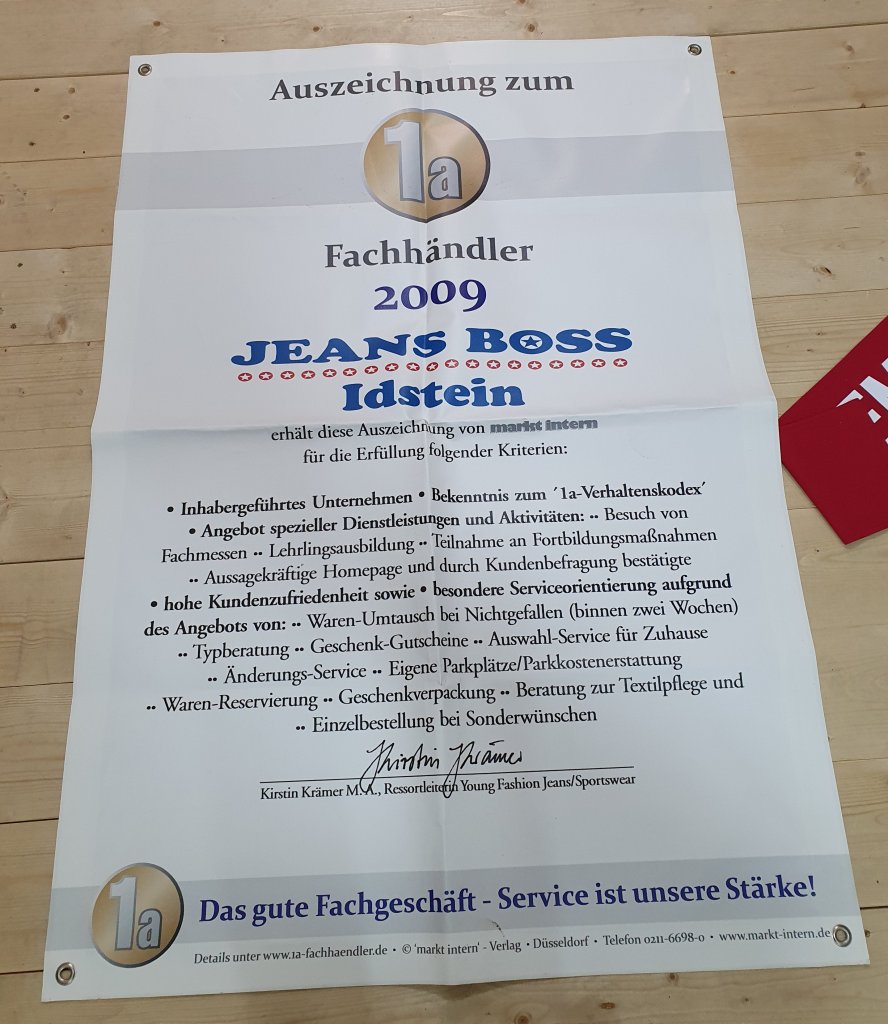 Auszeichnung zum
1a
Fachhändler
2009
JEANS BOSS
Idstein
erhält diese Auszeichnung von markt intern
für die Erfüllung folgender Kriterien:
• Inhabergeführtes Unternehmen • Bekenntnis zum ´1a-Verhaltenskodex´
• Angebot spezieller Dienstleistungen und Aktivitäten: •• Besuch von
Fachmessen •• Lehrlingsausbildung •• Teilnahme an Fortbildungsmaßnahmen
•• Aussagekräftige Homepage und durch Kundenbefragung bestätigte
• hohe Kundenzufriedenheit sowie • besondere Serviceorientierung aufgrund
des Angebots von: •• Waren-Umtausch bei Nichtgefallen (binnen zwei Wochen)
•• Typberatung •• Geschenk-Gutscheine •• Auswahl-Service für Zuhause
•• Änderungs-Service •• Eigene Parkplätze/Parkkostenerstattung
•• Waren-Reservierung •• Geschenkverpackung •• Beratung zur Textilpflege und
•• Einzelbestellung bei Sonderwünschen
Kirstin Krämer
Kirstin Krämer M.A., Ressortleiterin Young Fashion Jeans/Sportswear
1a
Das gute Fachgeschäft - Service ist unsere Stärke!
Details unter www.1a-fachhaendler.de • © 'markt intern' - Verlag • Düsseldorf • Telefon 0211-6698-0 • www.markt-intern.de